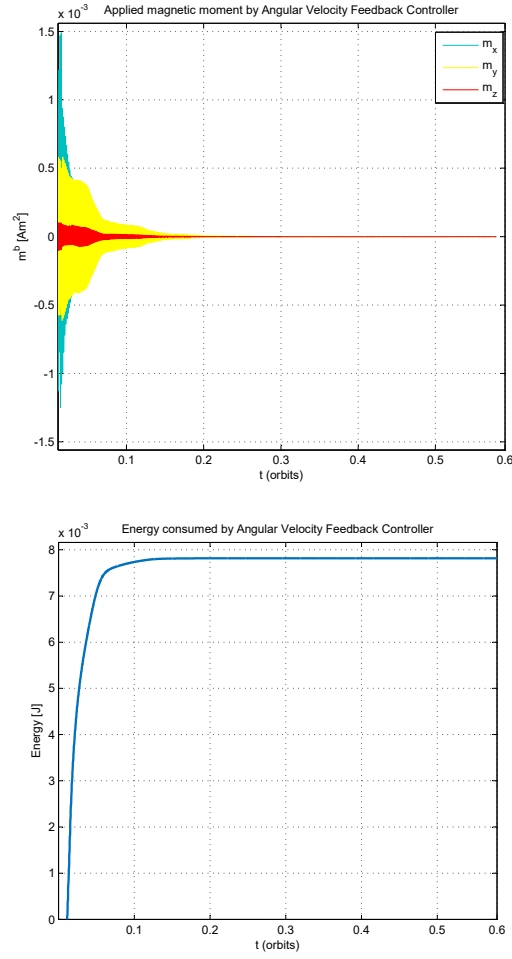 Applied magnetic moment by Angular Velocity Feedback Controller
x 10⁻³
1.5
1
0.5
0
-0.5
-1
-1.5
mᵇ [Am²]
m_x
m_y
m_z
0.1 0.2 0.3 0.4 0.5 0.6
t (orbits)
Energy consumed by Angular Velocity Feedback Controller
x 10⁻³
8
7
6
5
4
3
2
1
0
Energy [J]
0.1 0.2 0.3 0.4 0.5 0.6
t (orbits)